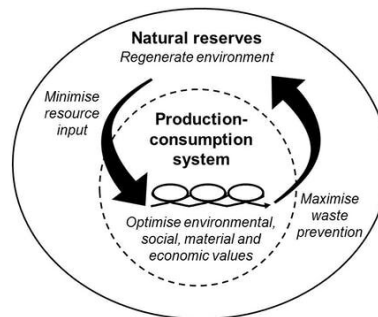 Natural reserves
Regenerate environment
Minimise
resource
input
Production-
consumption
system
Optimise environmental,
social, material and
economic values
Maximise
waste
prevention